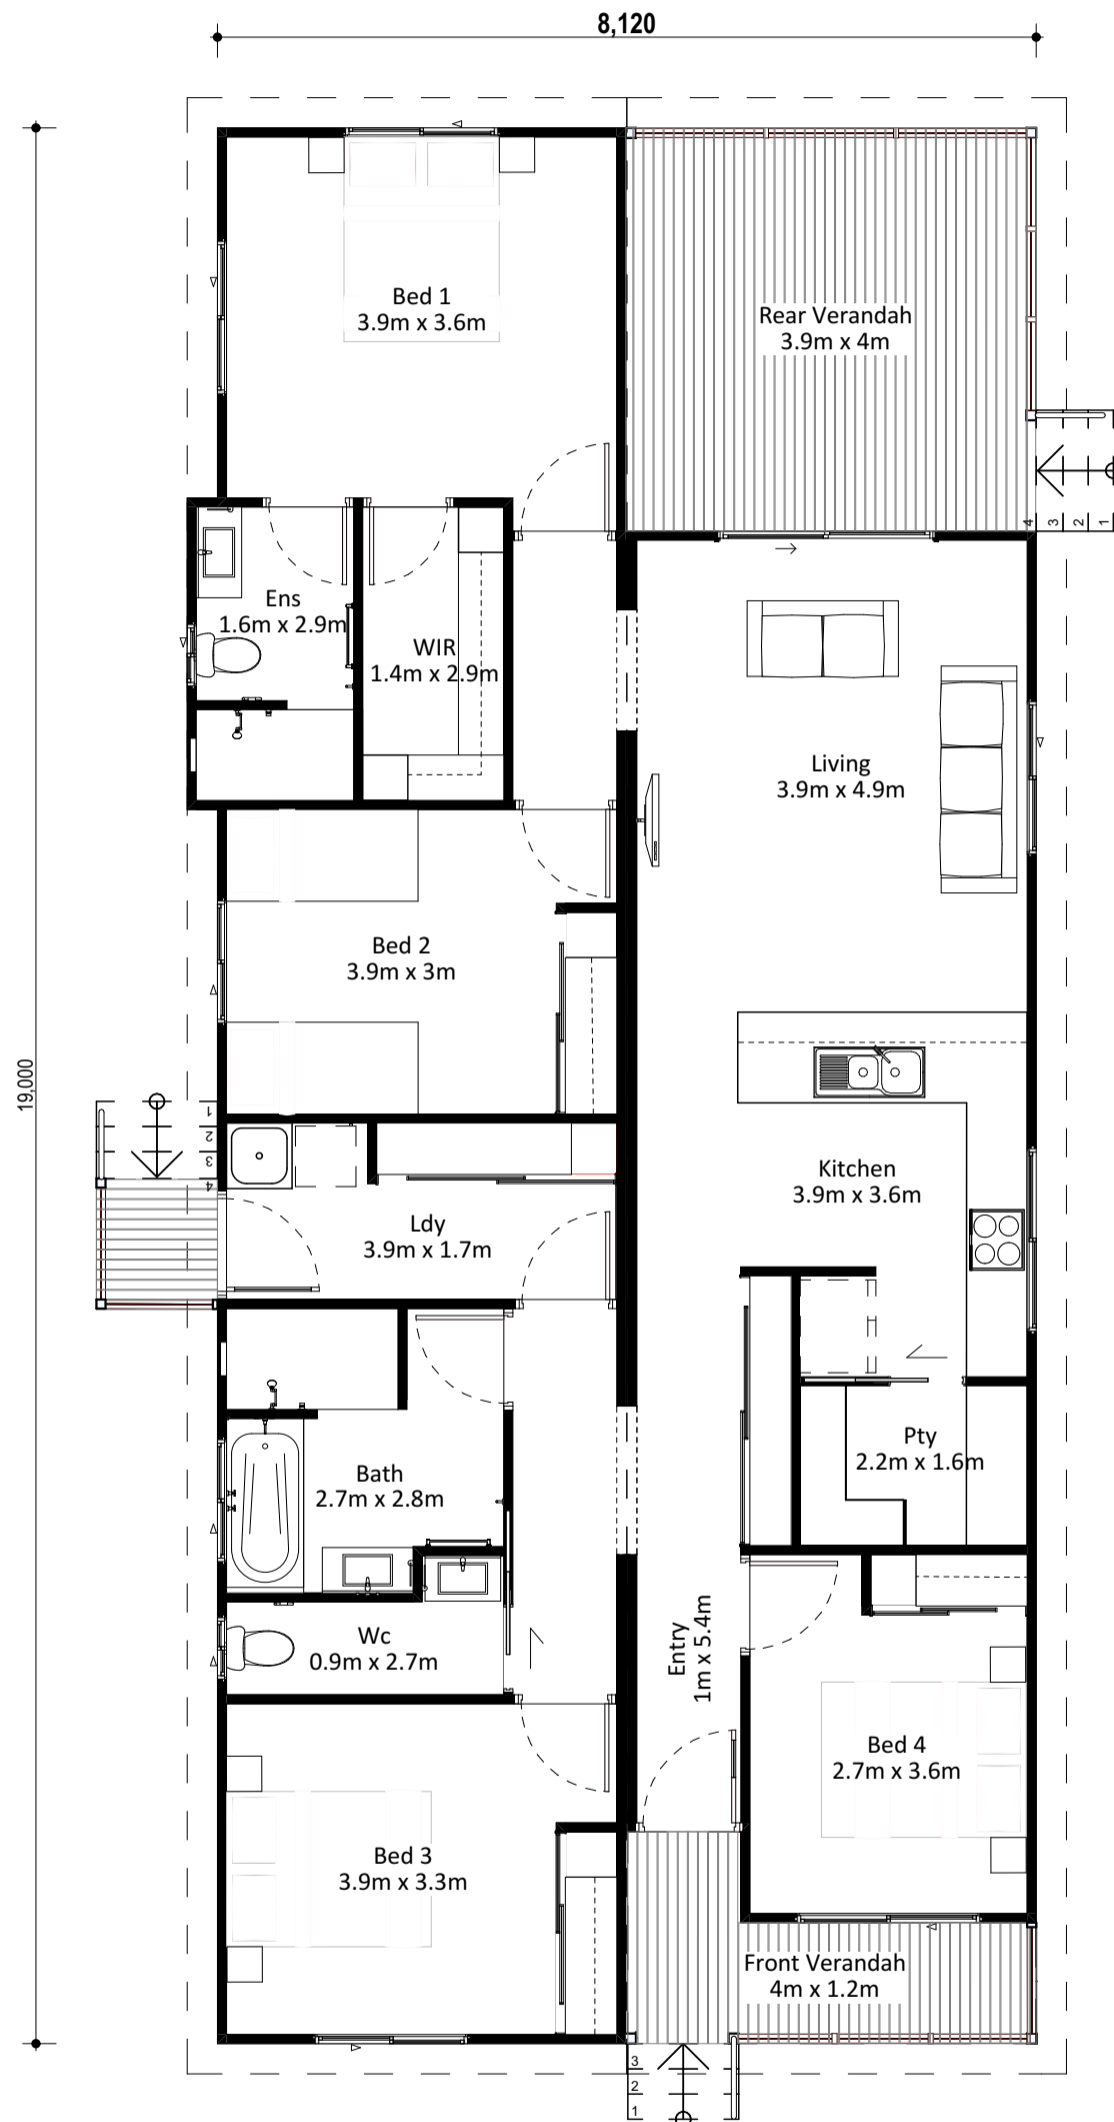 8,120
19,000
Bed 1
3.9m x 3.6m
Rear Verandah
3.9m x 4m
4
3
2
1
Ens
1.6m x 2.9m
WIR
1.4m x 2.9m
Living
3.9m x 4.9m
Bed 2
3.9m x 3m
1
2
3
4
Kitchen
3.9m x 3.6m
Ldy
3.9m x 1.7m
Pty
2.2m x 1.6m
Bath
2.7m x 2.8m
Wc
0.9m x 2.7m
Entry
1m x 5.4m
Bed 4
2.7m x 3.6m
Bed 3
3.9m x 3.3m
Front Verandah
4m x 1.2m
3
2
1